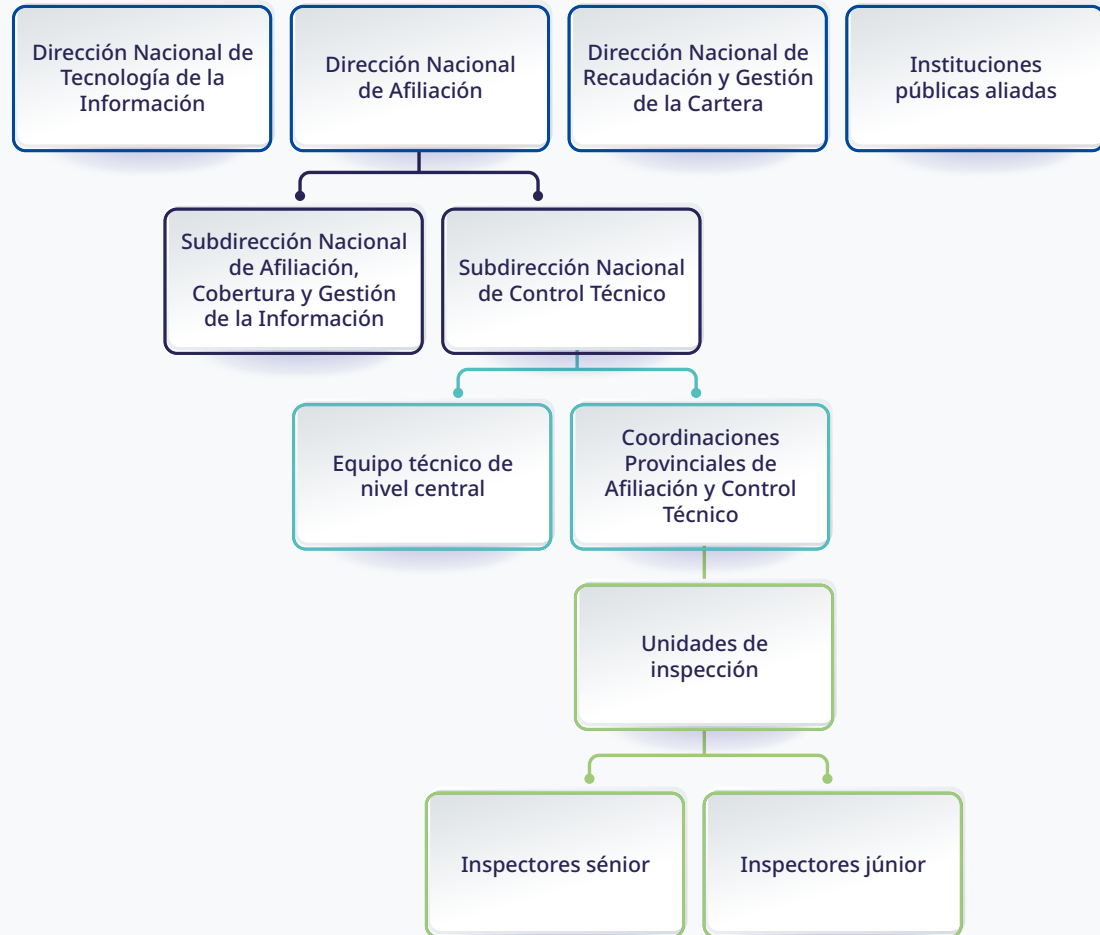 Dirección Nacional de
Tecnología de la
Información
Dirección Nacional
de Afiliación
Dirección Nacional de
Recaudación y Gestión
de la Cartera
Instituciones
públicas aliadas
Subdirección Nacional
de Afiliación,
Cobertura y Gestión
de la Información
Subdirección Nacional
de Control Técnico
Equipo técnico de
nivel central
Coordinaciones
Provinciales de
Afiliación y Control
Técnico
Unidades de
inspección
Inspectores sénior
Inspectores júnior